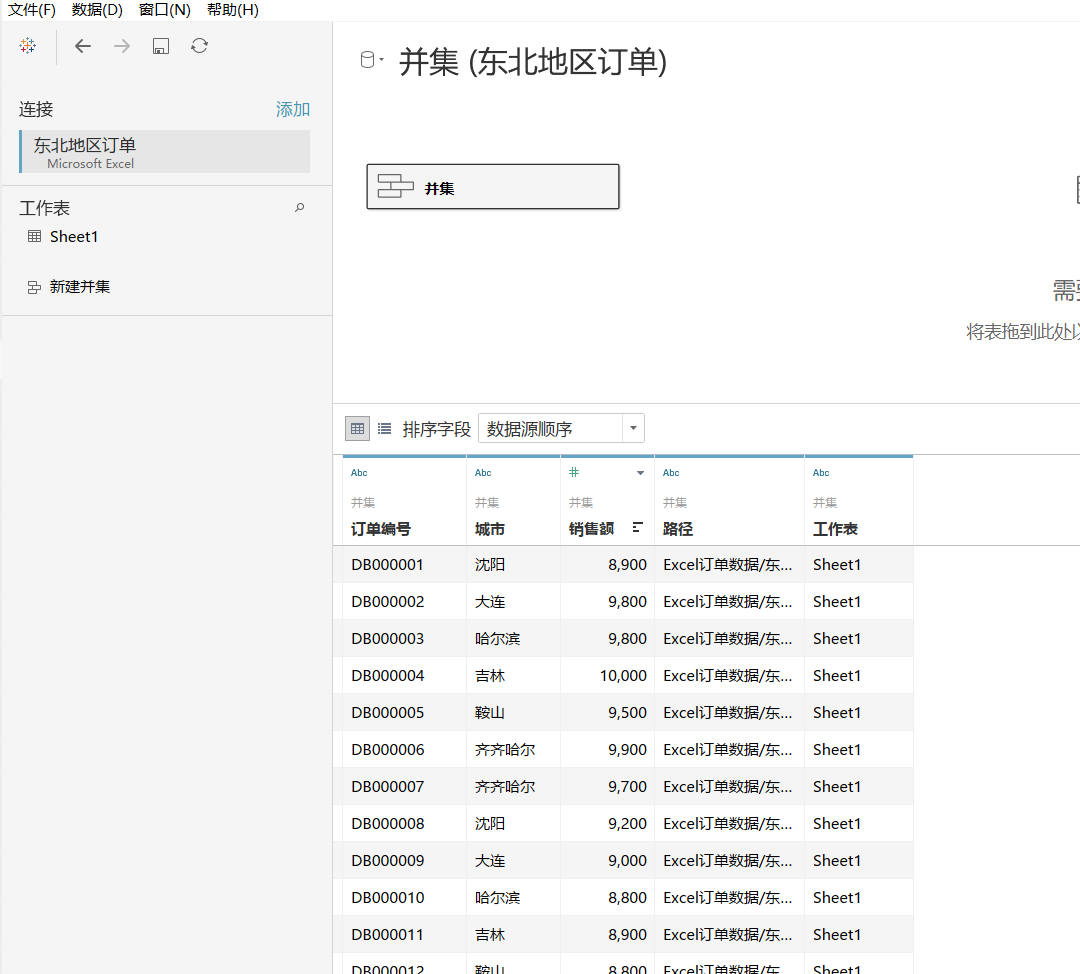 文件(F) 数据(D) 窗口(N) 帮助(H)
并集 (东北地区订单)
连接 添加
东北地区订单
Microsoft Excel
工作表
Sheet1
新建并集
并集
需要
将表拖到此处以
排序字段 数据源顺序
Abc Abc # Abc Abc
并集 并集 并集 并集 并集
订单编号 城市 销售额 路径 工作表
DB000001 沈阳 8,900 Excel订单数据/东... Sheet1
DB000002 大连 9,800 Excel订单数据/东... Sheet1
DB000003 哈尔滨 9,800 Excel订单数据/东... Sheet1
DB000004 吉林 10,000 Excel订单数据/东... Sheet1
DB000005 鞍山 9,500 Excel订单数据/东... Sheet1
DB000006 齐齐哈尔 9,900 Excel订单数据/东... Sheet1
DB000007 齐齐哈尔 9,700 Excel订单数据/东... Sheet1
DB000008 沈阳 9,200 Excel订单数据/东... Sheet1
DB000009 大连 9,000 Excel订单数据/东... Sheet1
DB000010 哈尔滨 8,800 Excel订单数据/东... Sheet1
DB000011 吉林 8,900 Excel订单数据/东... Sheet1
DB000012 鞍山 8,800 Excel订单数据/东... Sheet1